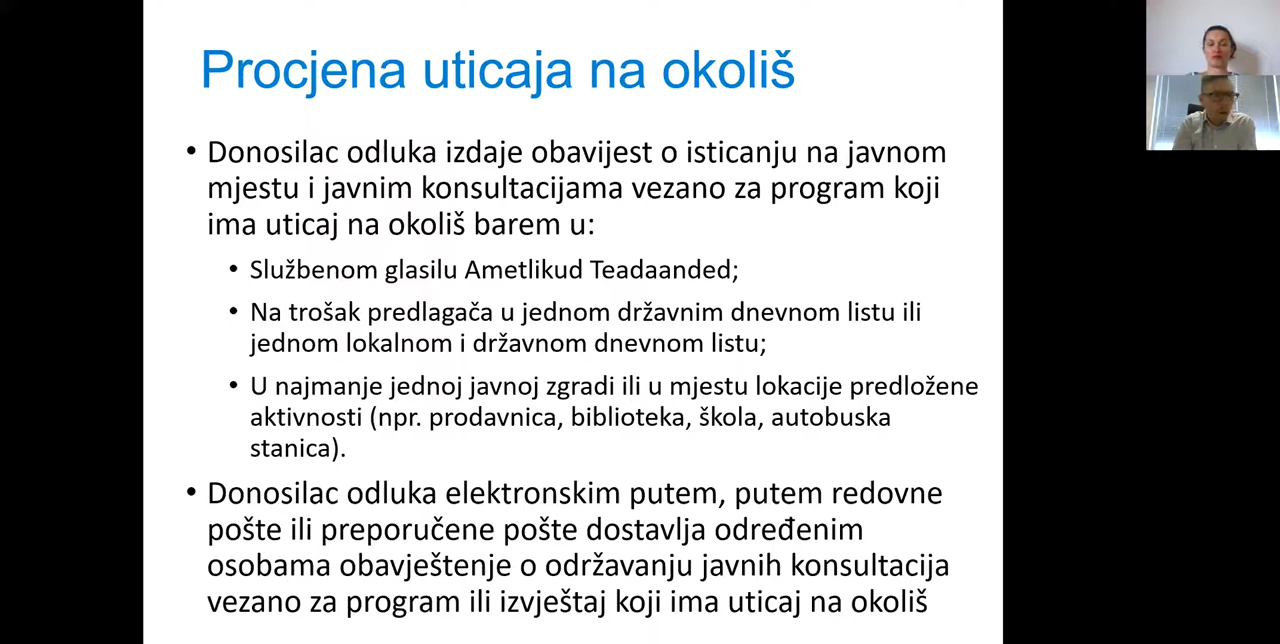 Procjena uticaja na okoliš
• Donosilac odluka izdaje obavijest o isticanju na javnom
mjestu i javnim konsultacijama vezano za program koji
ima uticaj na okoliš barem u:
• Službenom glasilu Ametlikud Teadaanded;
• Na trošak predlagača u jednom državnim dnevnom listu ili
jednom lokalnom i državnom dnevnom listu;
• U najmanje jednoj javnoj zgradi ili u mjestu lokacije predložene
aktivnosti (npr. prodavnica, biblioteka, škola, autobuska
stanica).
• Donosilac odluka elektronskim putem, putem redovne
pošte ili preporučene pošte dostavlja određenim
osobama obavještenje o održavanju javnih konsultacija
vezano za program ili izvještaj koji ima uticaj na okoliš